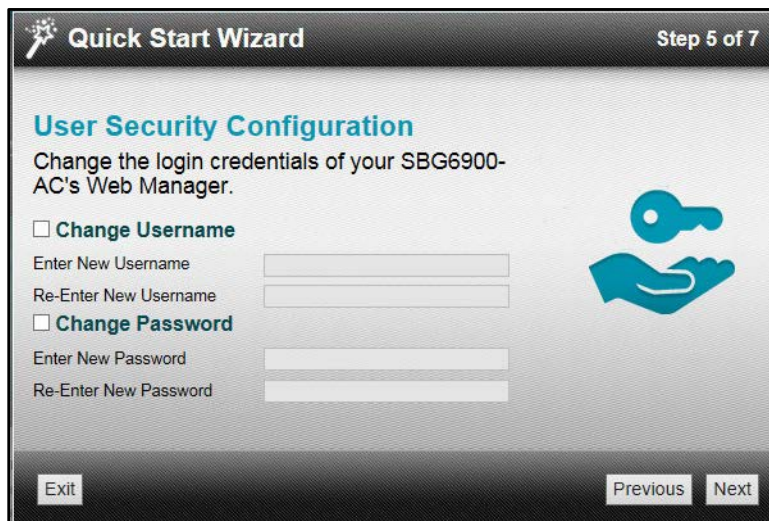 Quick Start Wizard
Step 5 of 7
User Security Configuration
Change the login credentials of your SBG6900-
AC's Web Manager.
Change Username
Enter New Username
Re-Enter New Username
Change Password
Enter New Password
Re-Enter New Password
Exit
Previous
Next